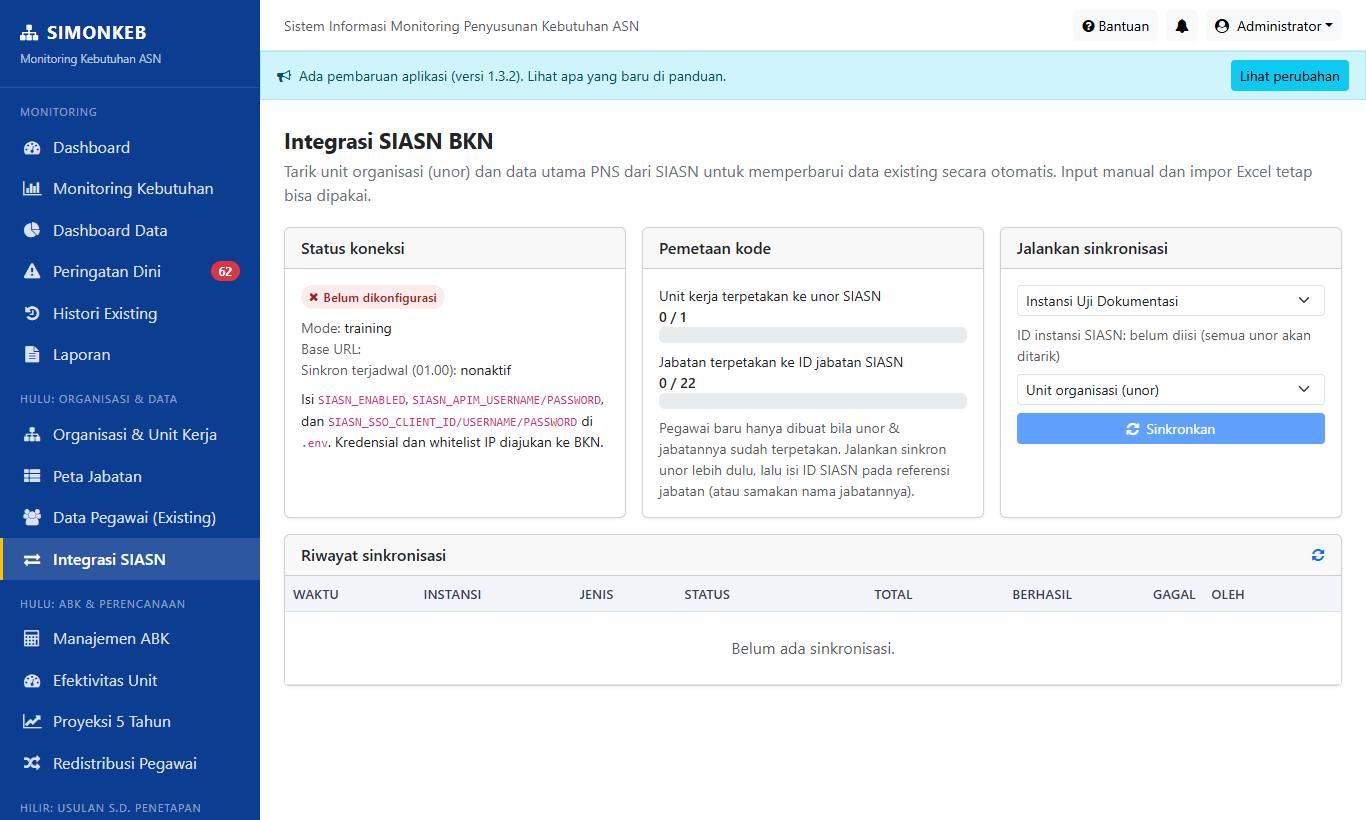 SIMONKEB
Monitoring Kebutuhan ASN
MONITORING
Dashboard
Monitoring Kebutuhan
Dashboard Data
Peringatan Dini 62
Histori Existing
Laporan
HULU: ORGANISASI & DATA
Organisasi & Unit Kerja
Peta Jabatan
Data Pegawai (Existing)
Integrasi SIASN
HULU: ABK & PERENCANAAN
Manajemen ABK
Efektivitas Unit
Proyeksi 5 Tahun
Redistribusi Pegawai
HILIR: USULAN S.D. PENETAPAN
Sistem Informasi Monitoring Penyusunan Kebutuhan ASN
Bantuan
Administrator
Ada pembaruan aplikasi (versi 1.3.2). Lihat apa yang baru di panduan.
Lihat perubahan
Integrasi SIASN BKN
Tarik unit organisasi (unor) dan data utama PNS dari SIASN untuk memperbarui data existing secara otomatis. Input manual dan impor Excel tetap
bisa dipakai.
Status koneksi
Belum dikonfigurasi
Mode: training
Base URL:
Sinkron terjadwal (01.00): nonaktif
Isi SIASN_ENABLED, SIASN_APIM_USERNAME/PASSWORD,
dan SIASN_SSO_CLIENT_ID/USERNAME/PASSWORD di
.env. Kredensial dan whitelist IP diajukan ke BKN.
Pemetaan kode
Unit kerja terpetakan ke unor SIASN
0 / 1
Jabatan terpetakan ke ID jabatan SIASN
0 / 22
Pegawai baru hanya dibuat bila unor &
jabatannya sudah terpetakan. Jalankan sinkron
unor lebih dulu, lalu isi ID SIASN pada referensi
jabatan (atau samakan nama jabatannya).
Jalankan sinkronisasi
Instansi Uji Dokumentasi
ID instansi SIASN: belum diisi (semua unor akan
ditarik)
Unit organisasi (unor)
Sinkronkan
Riwayat sinkronisasi
WAKTU INSTANSI JENIS STATUS TOTAL BERHASIL GAGAL OLEH
Belum ada sinkronisasi.